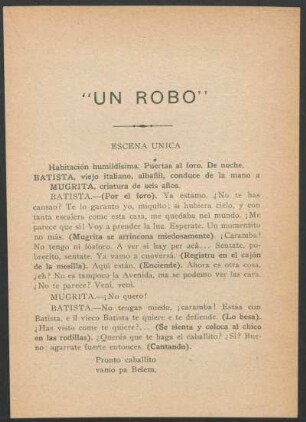 "UN ROBO"
ESCENA UNICA
Habitación humildísima. Puertas al foro. De noche.
BATISTA, viejo italiano, albañil, conduce de la mano a
MUGRITA, criatura de seis años.
BATISTA.—(Por el foro). Ya estamo. ¿No te has
cansao? Te lo garanto yo, moquito; si hubiera cielo, y con
tanta escalera como esta casa, me quedaba nel mundo. ¡Me
parece que sí! Voy a prender la luz. Esperate. Un momentito
no más. (Mugrita se arrincona miedosamente). ¡Caramba!
No tengo ni fósforo. A ver si hay per acá... Sentate, po-
brecito, sentate. Ya vamo a conversá. (Registra en el cajón
de la mesilla). Aquí están. (Enciende). Ahora es otra cosa,
¿eh? No es tampoco la Avenida, ma se podemo ver las cara.
¿No te parece? Vení, vení.
MUGRITA.—¡No quero!
BATISTA.—No tengas miedo, ¡caramba! Estás con
Batista, e il vieco Batista te quiere e te defiende. (Lo besa).
¿Has visto come te quiere?... (Se sienta y coloca al chico
en las rodillas). ¿Querés que te haga el caballito? ¿Sí? Bue-
no: agarrate fuerte entonces. (Cantando).
Pronto caballito
vamo pa Belem,